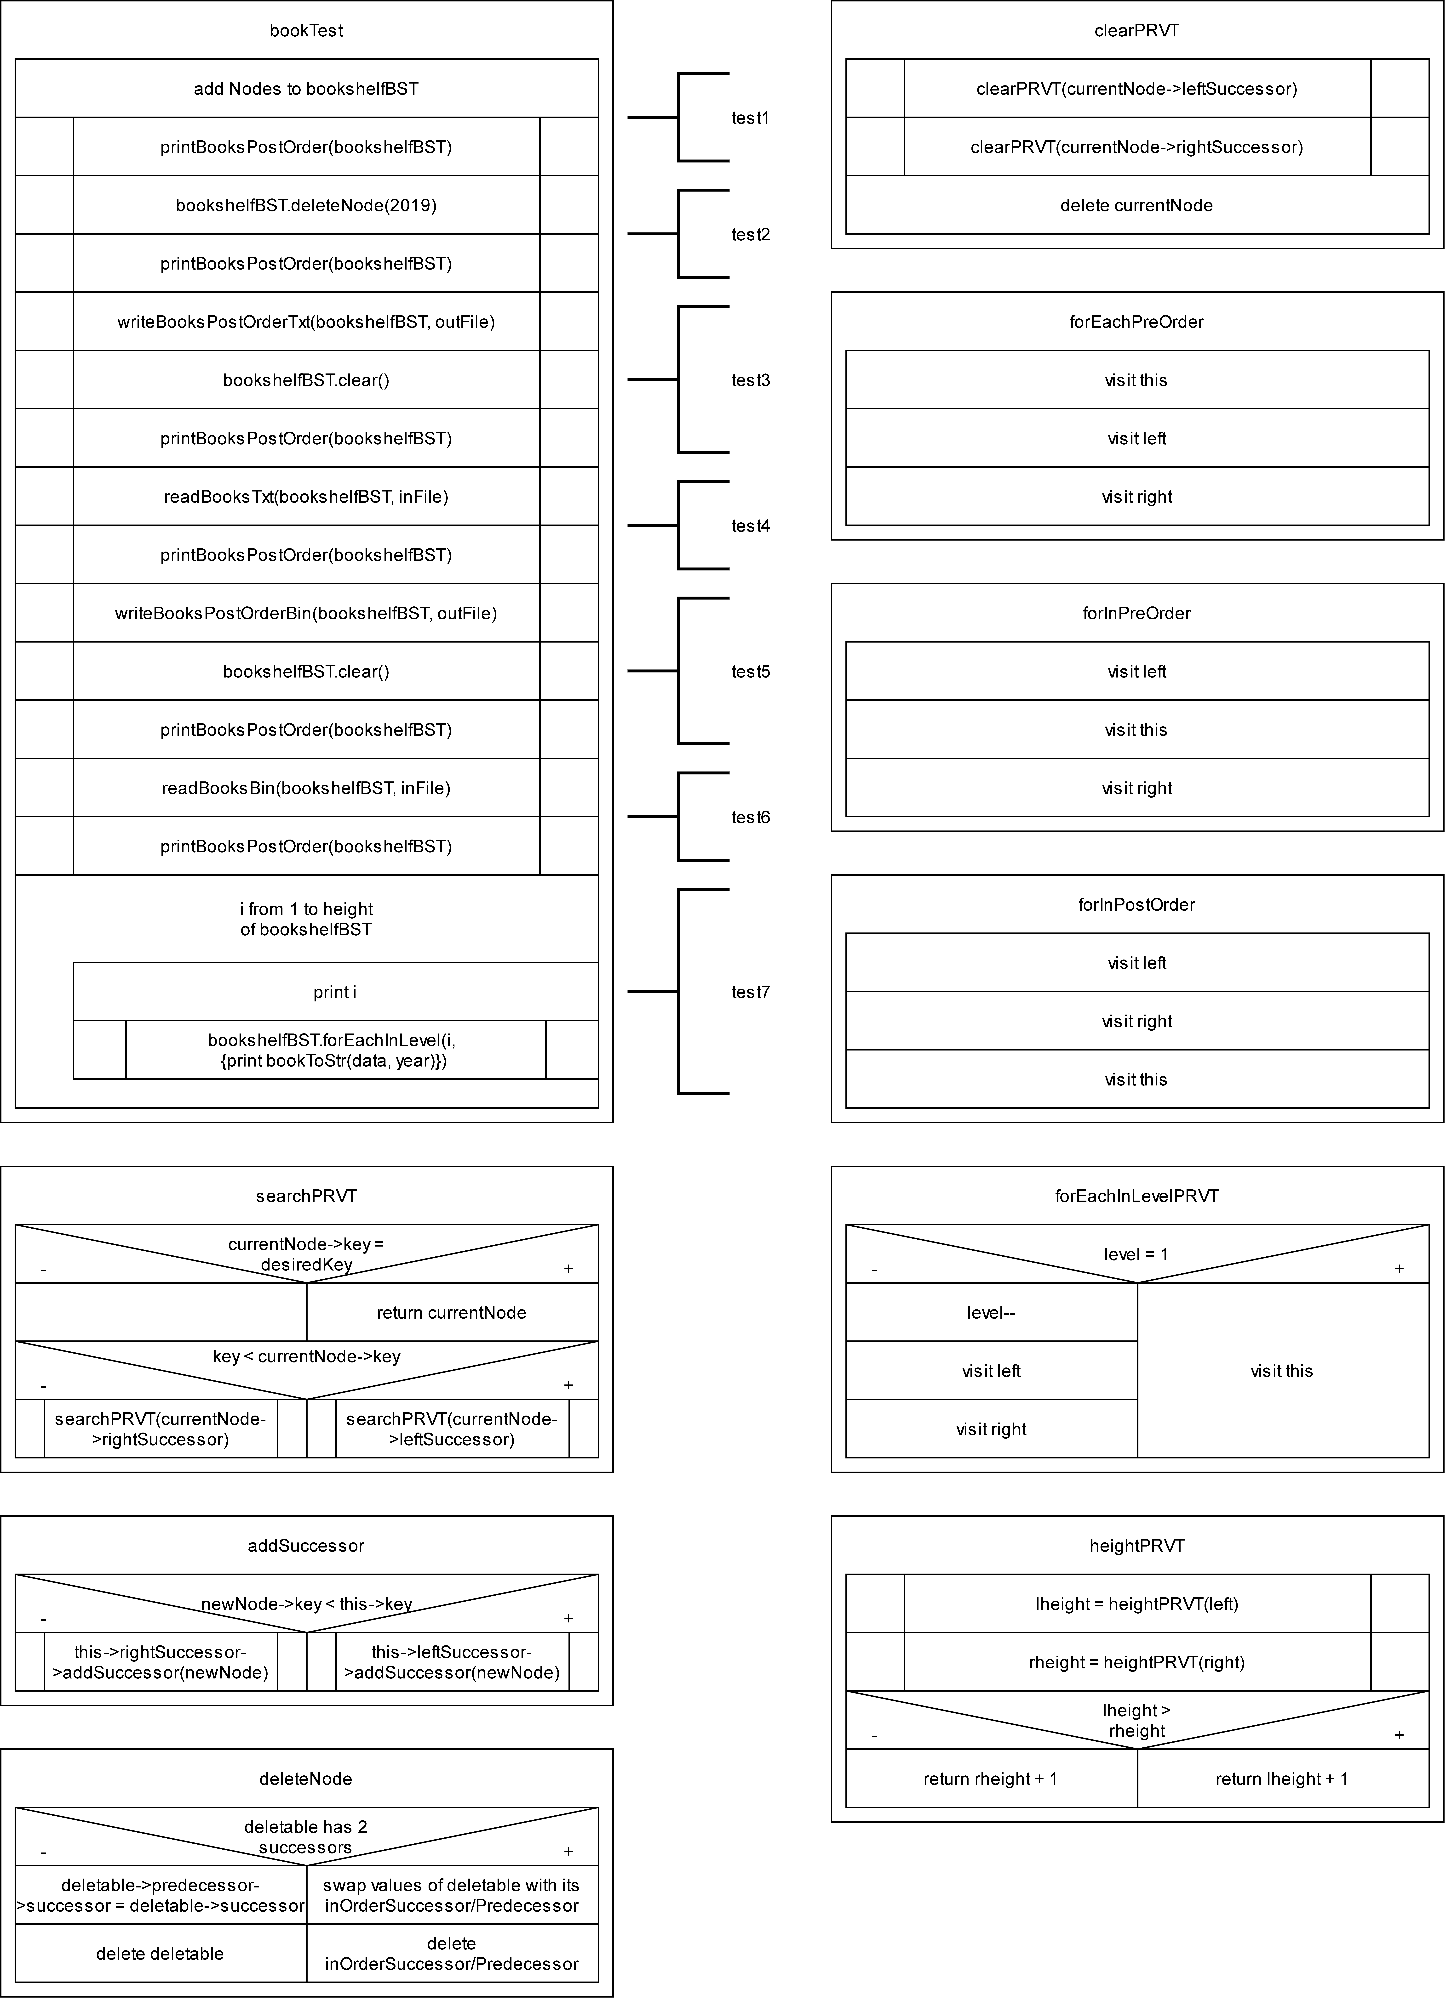 bookTest
add Nodes to bookshelfBST
printBooksPostOrder(bookshelfBST)
bookshelfBST.deleteNode(2019)
printBooksPostOrder(bookshelfBST)
writeBooksPostOrderTxt(bookshelfBST, outFile)
bookshelfBST.clear()
printBooksPostOrder(bookshelfBST)
readBooksTxt(bookshelfBST, inFile)
printBooksPostOrder(bookshelfBST)
writeBooksPostOrderBin(bookshelfBST, outFile)
bookshelfBST.clear()
printBooksPostOrder(bookshelfBST)
readBooksBin(bookshelfBST, inFile)
printBooksPostOrder(bookshelfBST)
i from 1 to height
of bookshelfBST
print i
bookshelfBST.forEachInLevel(i,
{print bookToStr(data, year)})
test1
test2
test3
test4
test5
test6
test7
clearPRVT
clearPRVT(currentNode->leftSuccessor)
clearPRVT(currentNode->rightSuccessor)
delete currentNode
forEachPreOrder
visit this
visit left
visit right
forInPreOrder
visit left
visit this
visit right
forInPostOrder
visit left
visit right
visit this
searchPRVT
currentNode->key =
desiredKey
-
+
return currentNode
key < currentNode->key
-
+
searchPRVT(currentNode-
>rightSuccessor)
searchPRVT(currentNode-
>leftSuccessor)
forEachInLevelPRVT
level = 1
-
+
level--
visit left
visit right
visit this
addSuccessor
newNode->key < this->key
-
+
this->rightSuccessor-
>addSuccessor(newNode)
this->leftSuccessor-
>addSuccessor(newNode)
heightPRVT
lheight = heightPRVT(left)
rheight = heightPRVT(right)
lheight >
rheight
-
+
return rheight + 1
return lheight + 1
deleteNode
deletable has 2
successors
-
+
deletable->predecessor-
>successor = deletable->successor
swap values of deletable with its
inOrderSuccessor/Predecessor
delete deletable
delete
inOrderSuccessor/Predecessor